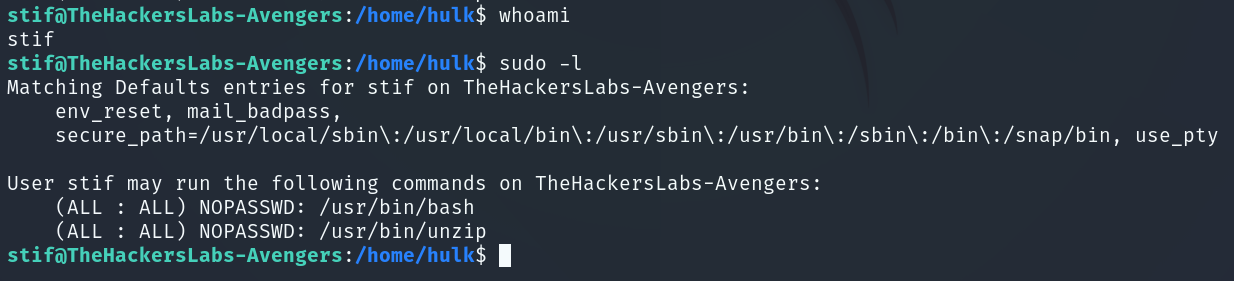 stif@TheHackersLabs-Avengers:/home/hulk$ whoami
stif
stif@TheHackersLabs-Avengers:/home/hulk$ sudo -l
Matching Defaults entries for stif on TheHackersLabs-Avengers:
    env_reset, mail_badpass,
    secure_path=/usr/local/sbin\:/usr/local/bin\:/usr/sbin\:/usr/bin\:/sbin\:/bin\:/snap/bin, use_pty

User stif may run the following commands on TheHackersLabs-Avengers:
    (ALL : ALL) NOPASSWD: /usr/bin/bash
    (ALL : ALL) NOPASSWD: /usr/bin/unzip
stif@TheHackersLabs-Avengers:/home/hulk$